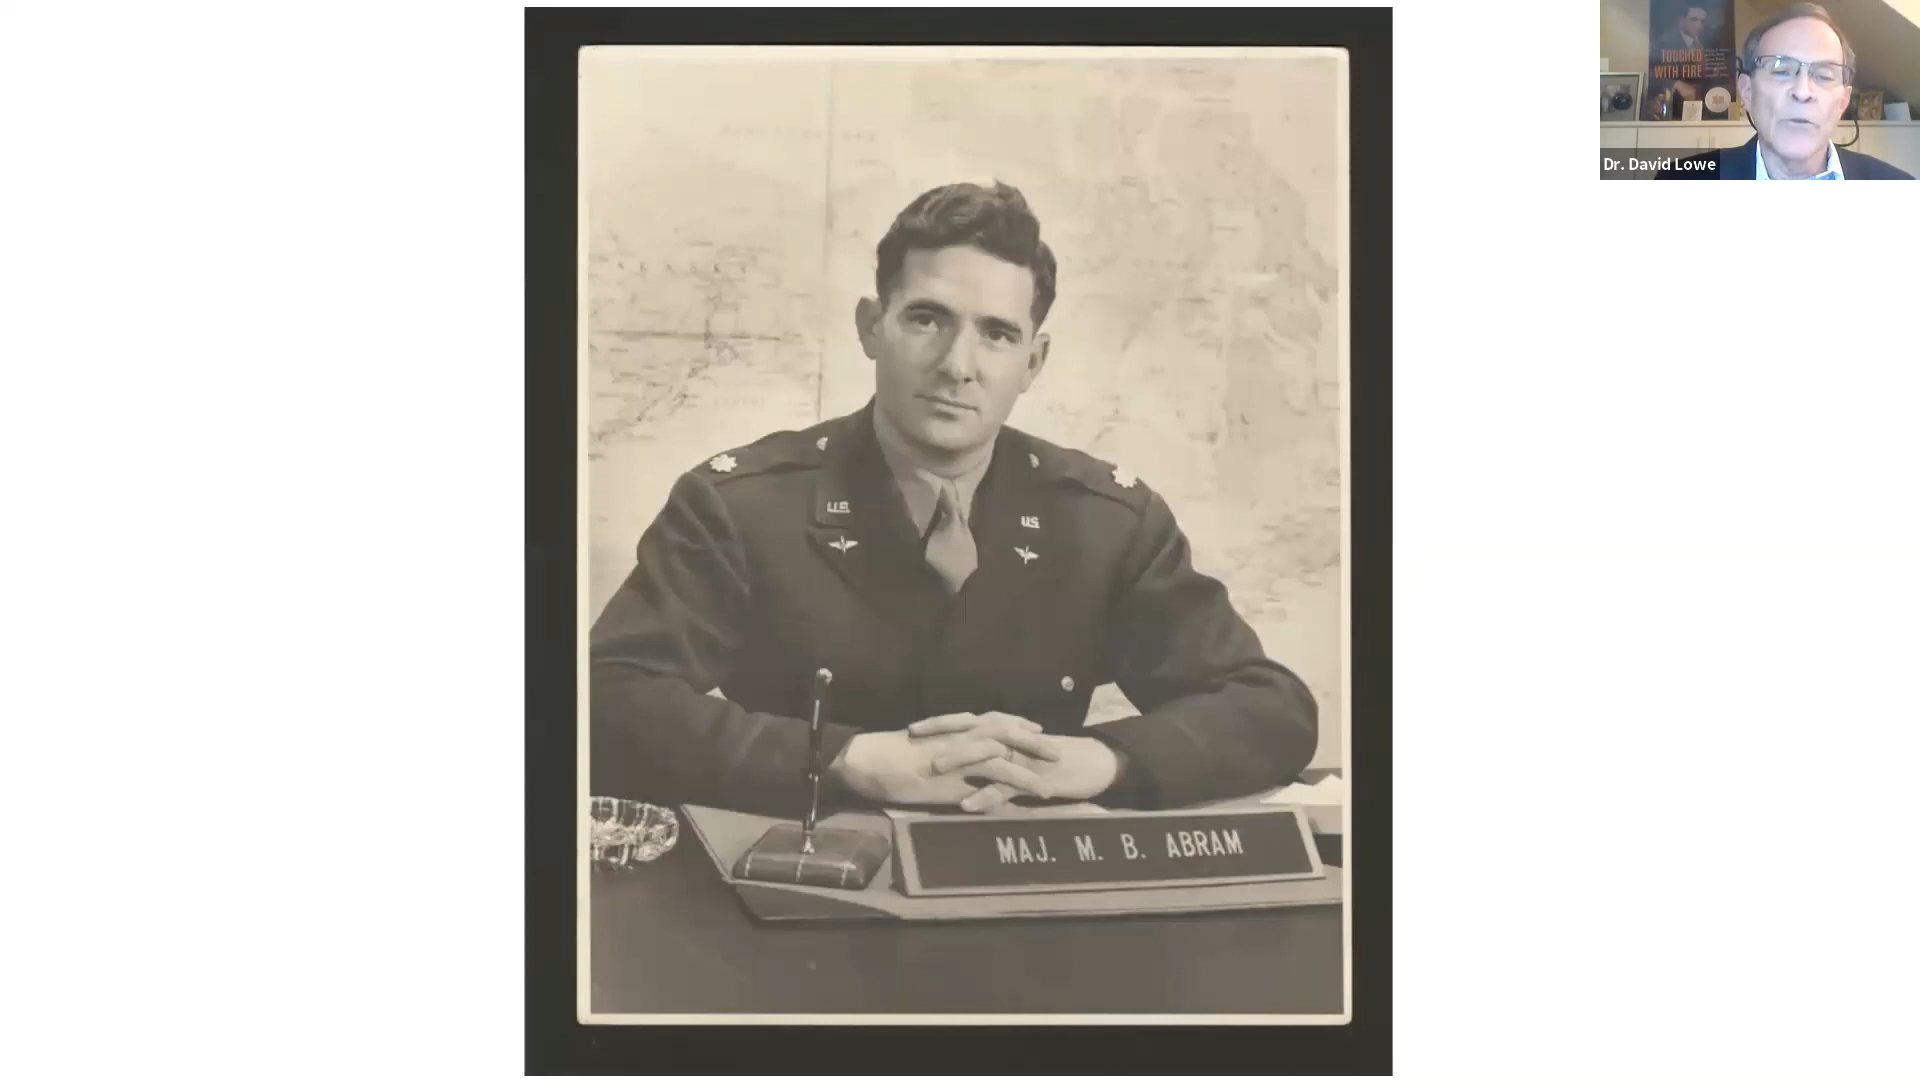 U.S.
US
MAJ. M. B. ABRAM
TOUCHED
WITH FIRE
Dr. David Lowe